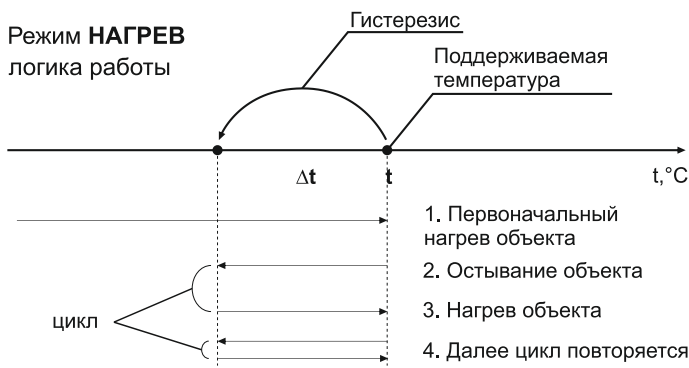 Гистерезис
Режим НАГРЕВ
логика работы
Поддерживаемая
температура
Δt
t
t,°C
1. Первоначальный
нагрев объекта
2. Остывание объекта
3. Нагрев объекта
цикл
4. Далее цикл повторяется